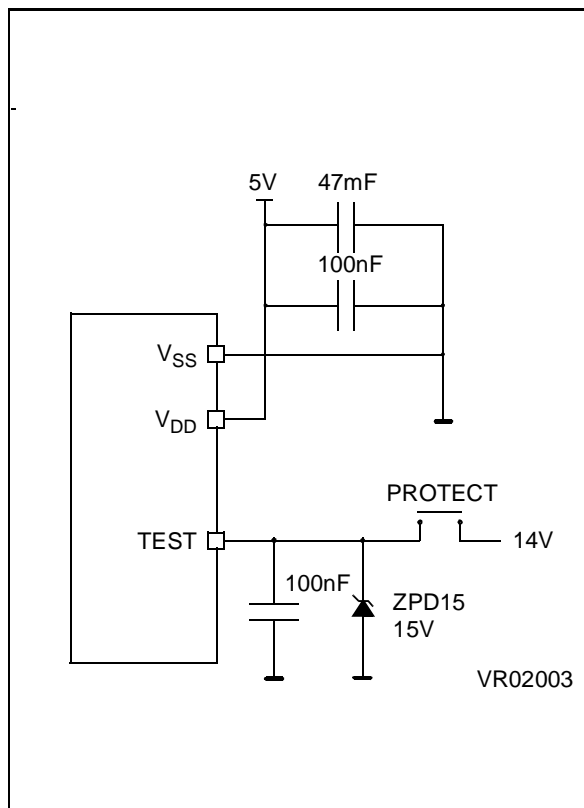 5V
47mF
100nF
VSS
VDD
PROTECT
TEST
14V
100nF
ZPD15
15V
VR02003